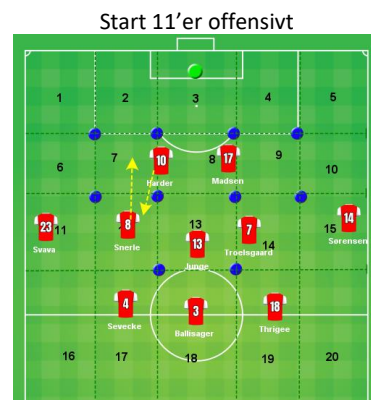 Start 11’er offensivt
1 2 3 4 5
6 7 8 9 10
10 17
Harder Madsen
23 11 8 13 7 14 15 14
Svava Snerle 13 Troelsgaard Sørensen
Junge
4 3 18
Sevecke Ballisager Thrigee
16 17 18 19 20